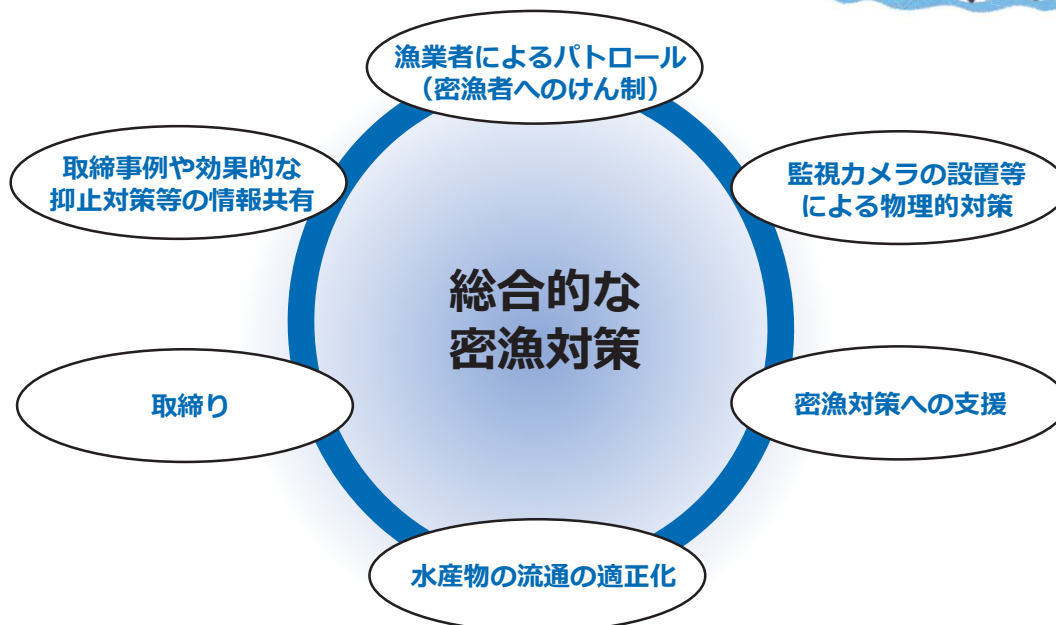 漁業者によるパトロール
（密漁者へのけん制）
取締事例や効果的な
抑止対策等の情報共有
監視カメラの設置等
による物理的対策
総合的な
密漁対策
取締り
密漁対策への支援
水産物の流通の適正化